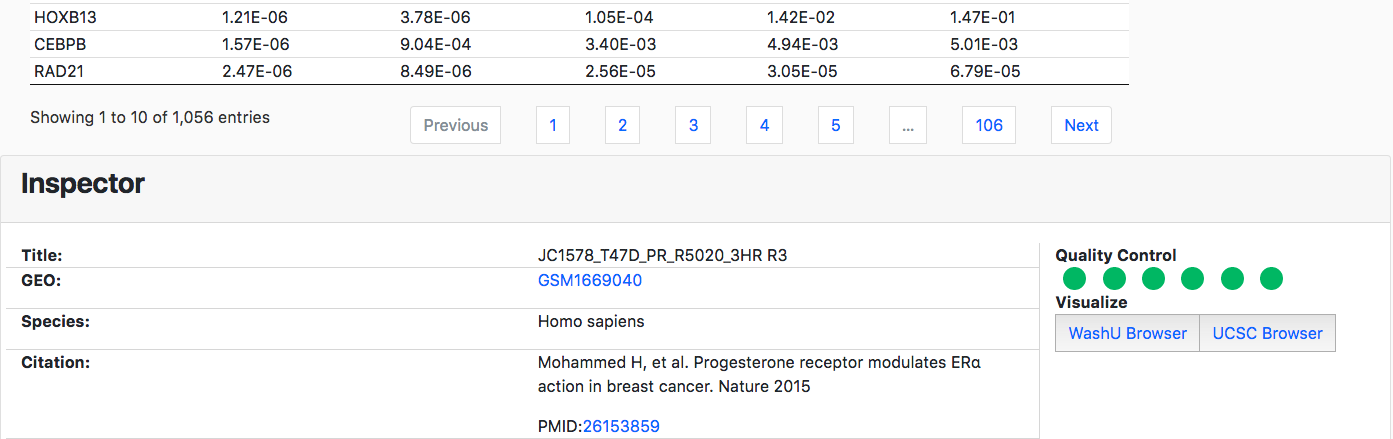 HOXB13 1.21E-06 3.78E-06 1.05E-04 1.42E-02 1.47E-01
CEBPB 1.57E-06 9.04E-04 3.40E-03 4.94E-03 5.01E-03
RAD21 2.47E-06 8.49E-06 2.56E-05 3.05E-05 6.79E-05
Showing 1 to 10 of 1,056 entries Previous 1 2 3 4 5 ... 106 Next
Inspector
Title: JC1578_T47D_PR_R5020_3HR R3
GEO: GSM1669040
Species: Homo sapiens
Citation: Mohammed H, et al. Progesterone receptor modulates ERα
action in breast cancer. Nature 2015
PMID:26153859
Quality Control
Visualize
WashU Browser UCSC Browser